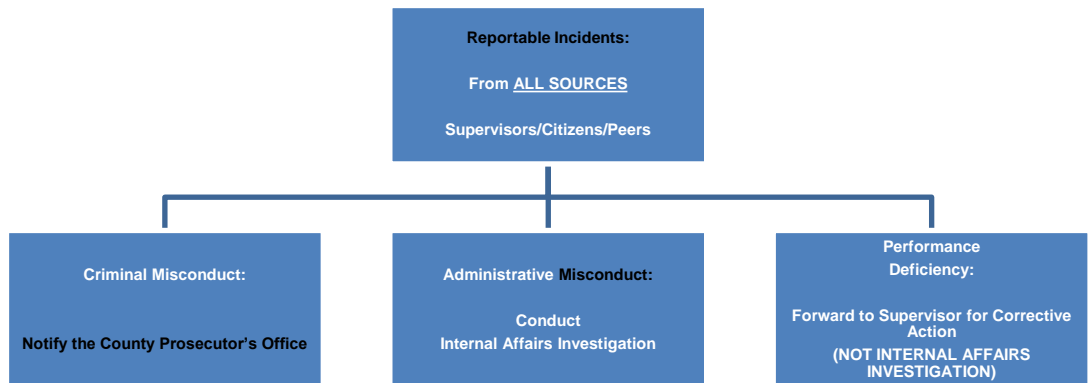 Reportable Incidents:
From ALL SOURCES
Supervisors/Citizens/Peers
Criminal Misconduct:
Notify the County Prosecutor's Office
Administrative Misconduct:
Conduct
Internal Affairs Investigation
Performance
Deficiency:
Forward to Supervisor for Corrective
Action
(NOT INTERNAL AFFAIRS
INVESTIGATION)